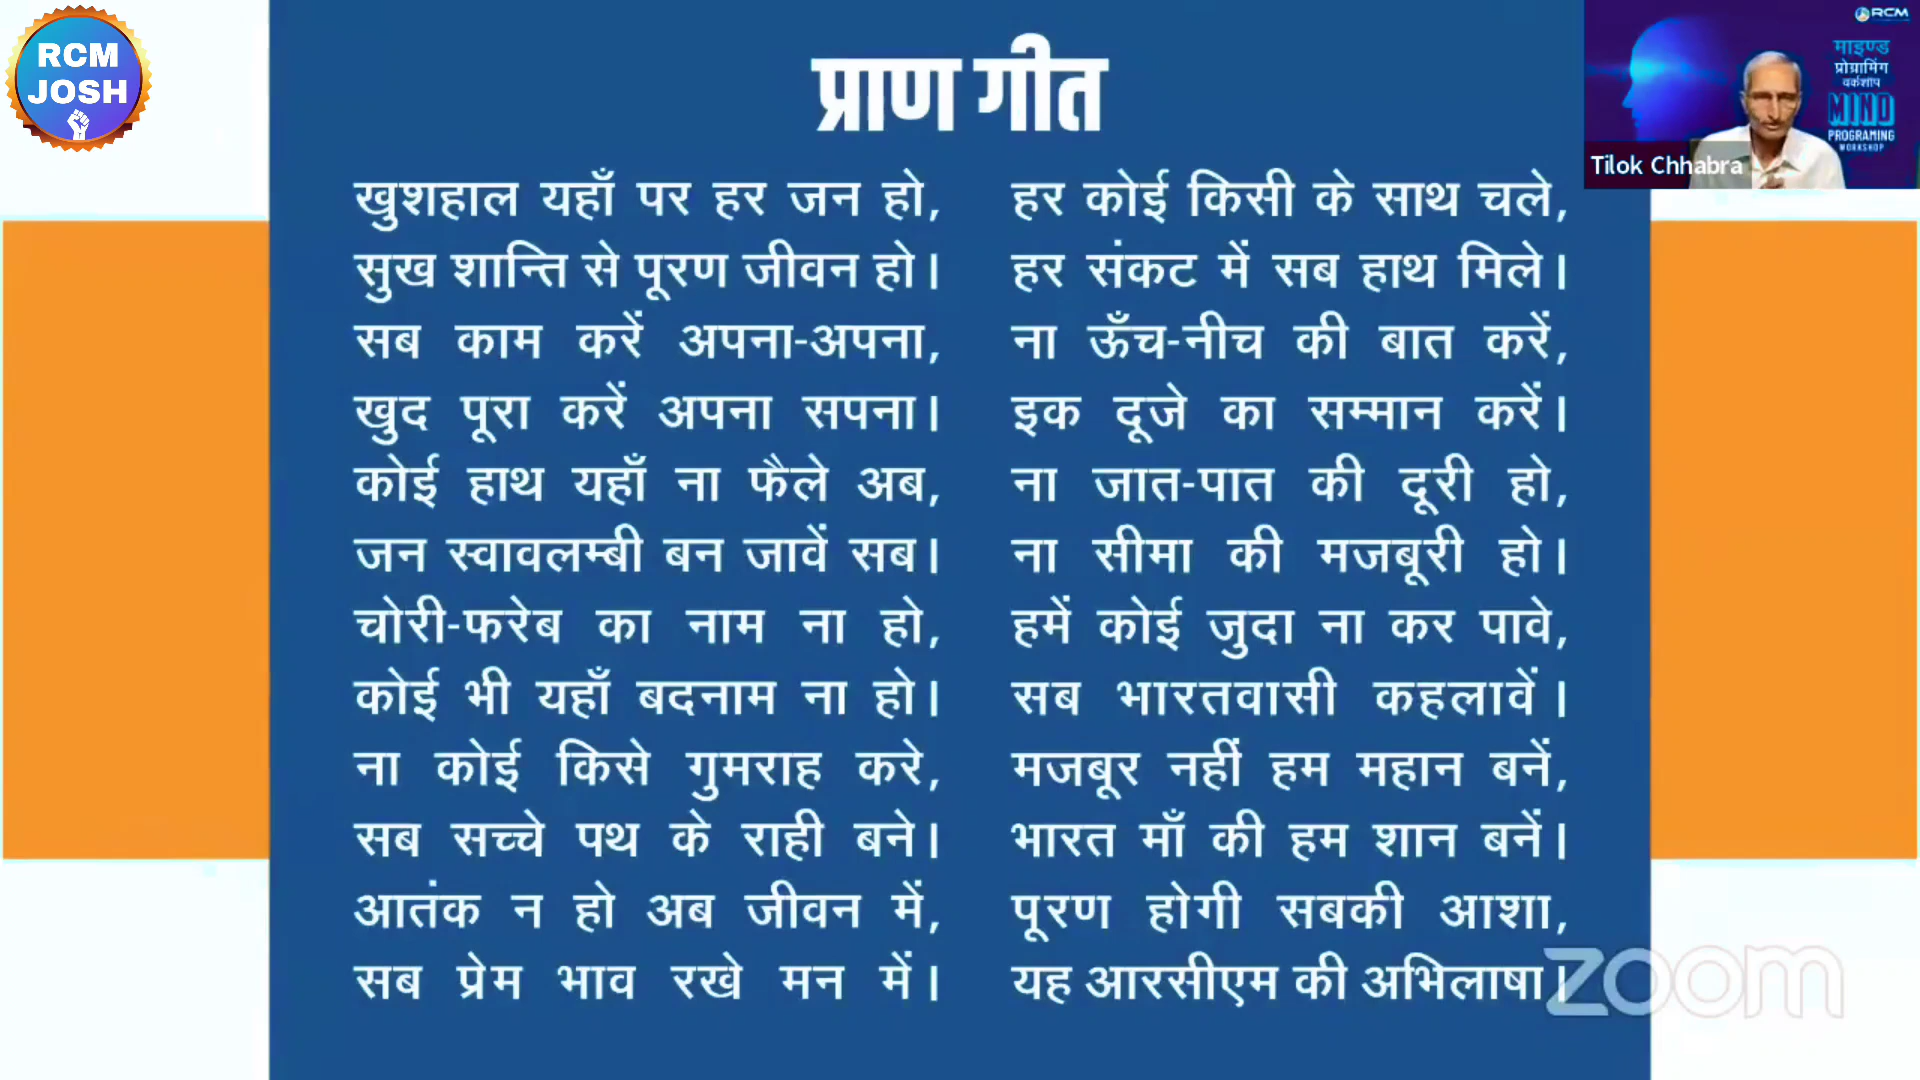 RCM
JOSH
प्राण गीत
खुशहाल यहाँ पर हर जन हो,
सुख शान्ति से पूरण जीवन हो।
सब काम करें अपना-अपना,
खुद पूरा करें अपना सपना।
कोई हाथ यहाँ ना फैले अब,
जन स्वावलम्बी बन जावें सब।
चोरी-फरेब का नाम ना हो,
कोई भी यहाँ बदनाम ना हो।
ना कोई किसे गुमराह करे,
सब सच्चे पथ के राही बने।
आतंक न हो अब जीवन में,
सब प्रेम भाव रखे मन में।
हर कोई किसी के साथ चले,
हर संकट में सब हाथ मिले।
ना ऊँच-नीच की बात करें,
इक दूजे का सम्मान करें।
ना जात-पात की दूरी हो,
ना सीमा की मजबूरी हो।
हमें कोई जुदा ना कर पावे,
सब भारतवासी कहलावें।
मजबूर नहीं हम महान बनें,
भारत माँ की हम शान बनें।
पूरण होगी सबकी आशा,
यह आरसीएम की अभिलाषा।
RCM
माइण्ड
प्रोग्रामिंग
वर्कशॉप
MIND
PROGRAMING
WORKSHOP
Tilok Chhabra
zoom